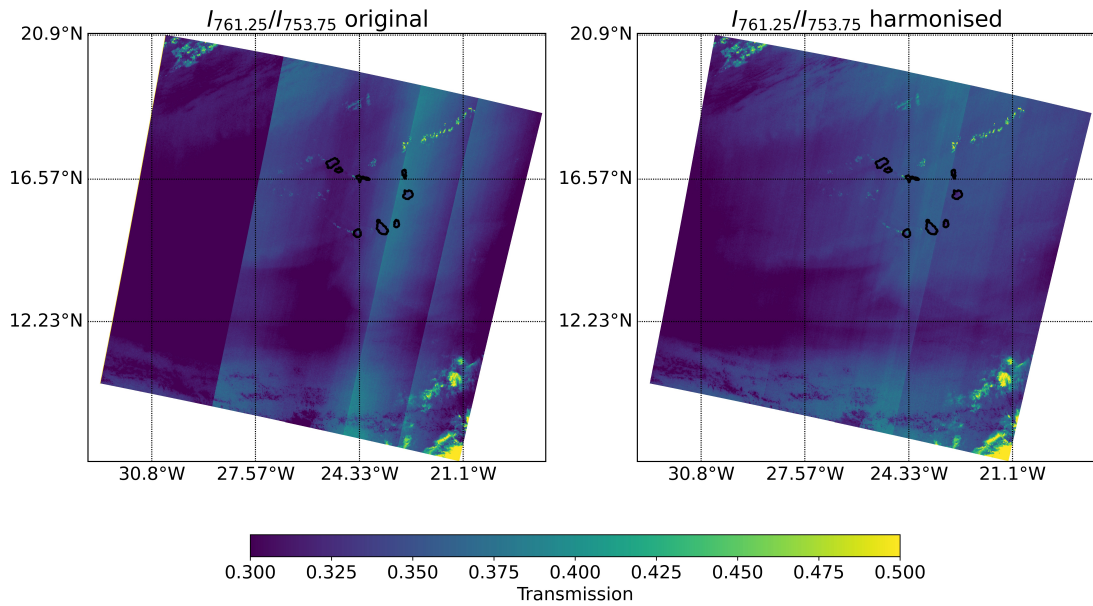 I761.25/I753.75 original
I761.25/I753.75 harmonised
20.9°N
16.57°N
12.23°N
30.8°W 27.57°W 24.33°W 21.1°W
20.9°N
16.57°N
12.23°N
30.8°W 27.57°W 24.33°W 21.1°W
0.300 0.325 0.350 0.375 0.400 0.425 0.450 0.475 0.500
Transmission